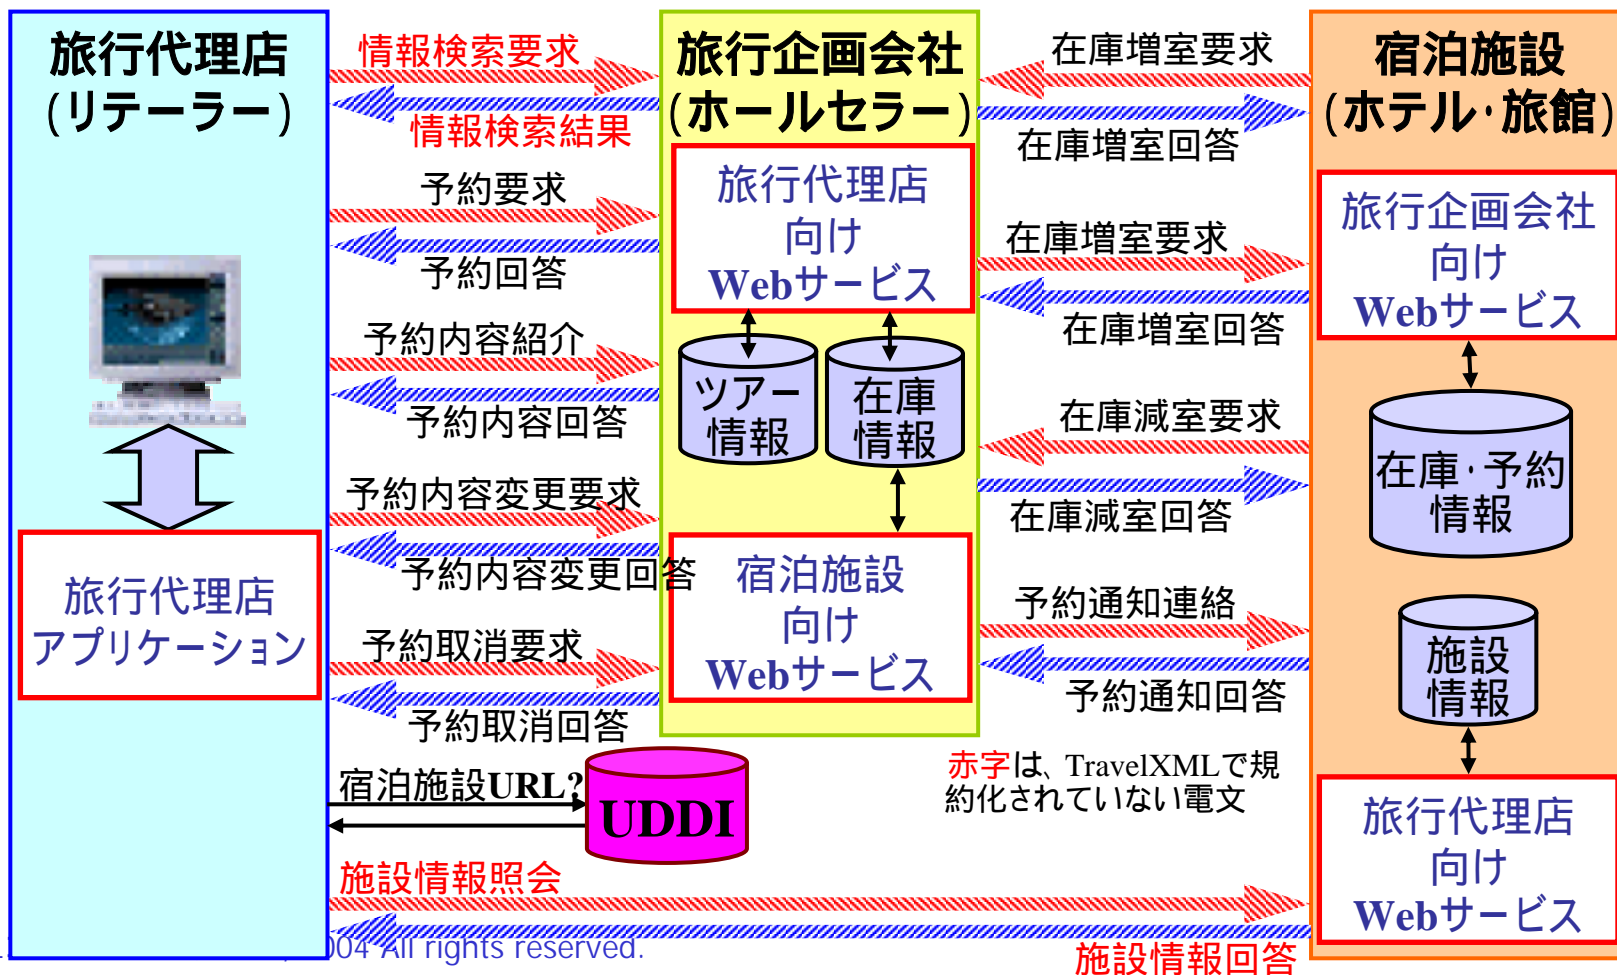 旅行代理店
(リテーラー)
情報検索要求
情報検索結果
予約要求
予約回答
予約内容紹介
予約内容回答
予約内容変更要求
予約内容変更回答
予約取消要求
予約取消回答
旅行代理店
アプリケーション
宿泊施設URL?
UDDI
施設情報照会
施設情報回答
旅行企画会社
(ホールセラー)
旅行代理店
向け
Webサービス
ツアー
情報
在庫
情報
宿泊施設
向け
Webサービス
在庫増室要求
在庫増室回答
在庫増室要求
在庫増室回答
在庫減室要求
在庫減室回答
予約通知連絡
予約通知回答
赤字は、TravelXMLで規
約化されていない電文
宿泊施設
(ホテル・旅館)
旅行企画会社
向け
Webサービス
在庫・予約
情報
施設
情報
旅行代理店
向け
Webサービス
004 All rights reserved.